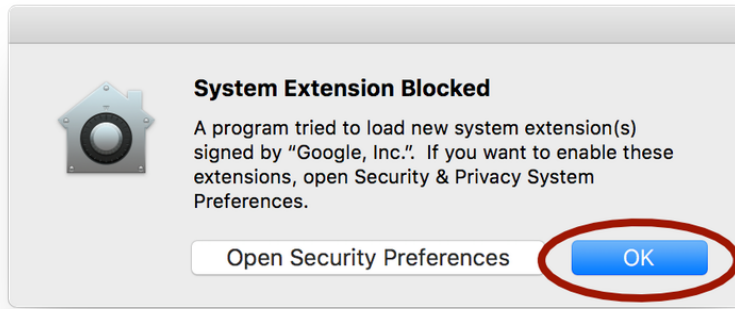 System Extension Blocked
A program tried to load new system extension(s)
signed by “Google, Inc.”.  If you want to enable these
extensions, open Security & Privacy System
Preferences.
Open Security Preferences
OK